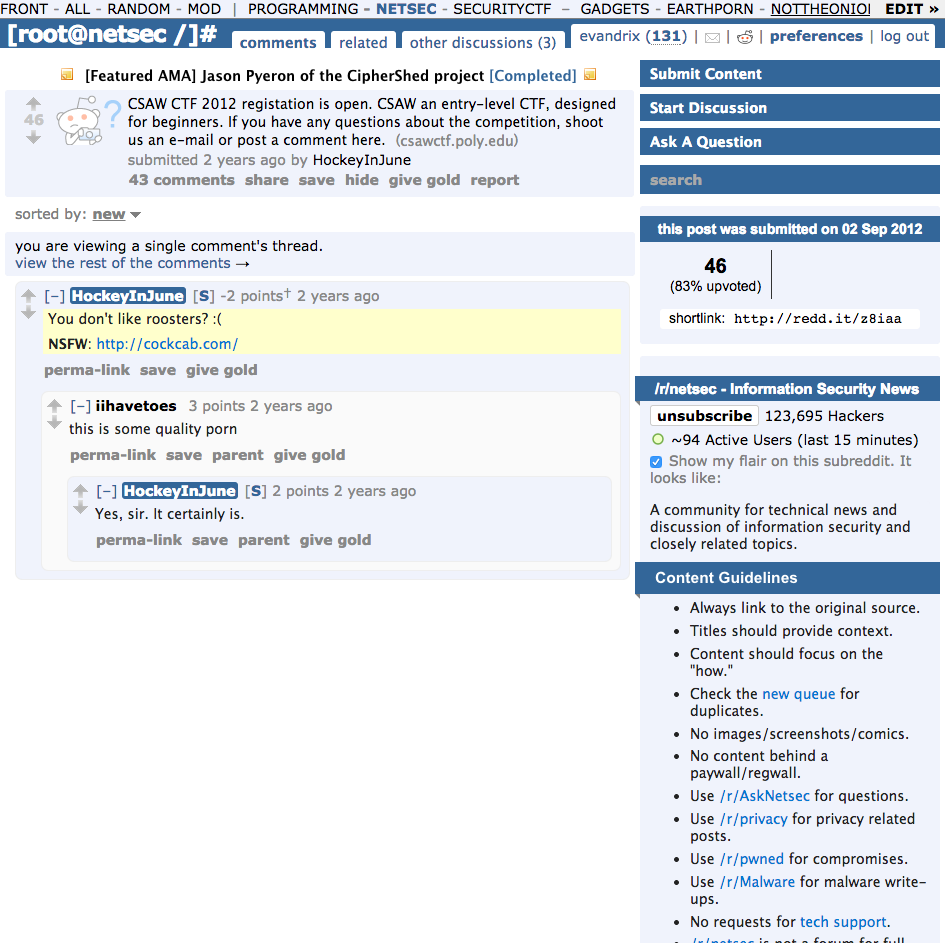 FRONT - ALL - RANDOM - MOD | PROGRAMMING - NETSEC - SECURITYCTF - GADGETS - EARTHPORN - NOTTHEONIOI EDIT »
[root@netsec /]# comments related other discussions (3) evandrix (131) | | | preferences | log out
[Featured AMA] Jason Pyeron of the CipherShed project [Completed]
46
CSAW CTF 2012 registation is open. CSAW an entry-level CTF, designed
for beginners. If you have any questions about the competition, shoot
us an e-mail or post a comment here. (csawctf.poly.edu)
submitted 2 years ago by HockeyInJune
43 comments share save hide give gold report
sorted by: new
you are viewing a single comment's thread.
view the rest of the comments →
[–] HockeyInJune [S] -2 points† 2 years ago
You don't like roosters? :(
NSFW: http://cockcab.com/
perma-link save give gold
[–] iihavetoes 3 points 2 years ago
this is some quality porn
perma-link save parent give gold
[–] HockeyInJune [S] 2 points 2 years ago
Yes, sir. It certainly is.
perma-link save parent give gold
Submit Content
Start Discussion
Ask A Question
search
this post was submitted on 02 Sep 2012
46
(83% upvoted)
shortlink: http://redd.it/z8iaa
/r/netsec - Information Security News
unsubscribe 123,695 Hackers
~94 Active Users (last 15 minutes)
Show my flair on this subreddit. It
looks like:
A community for technical news and
discussion of information security and
closely related topics.
Content Guidelines
• Always link to the original source.
• Titles should provide context.
• Content should focus on the
"how."
• Check the new queue for
duplicates.
• No images/screenshots/comics.
• No content behind a
paywall/regwall.
• Use /r/AskNetsec for questions.
• Use /r/privacy for privacy related
posts.
• Use /r/pwned for compromises.
• Use /r/Malware for malware write-
ups.
• No requests for tech support.
• /r/netsec is not a forum for full